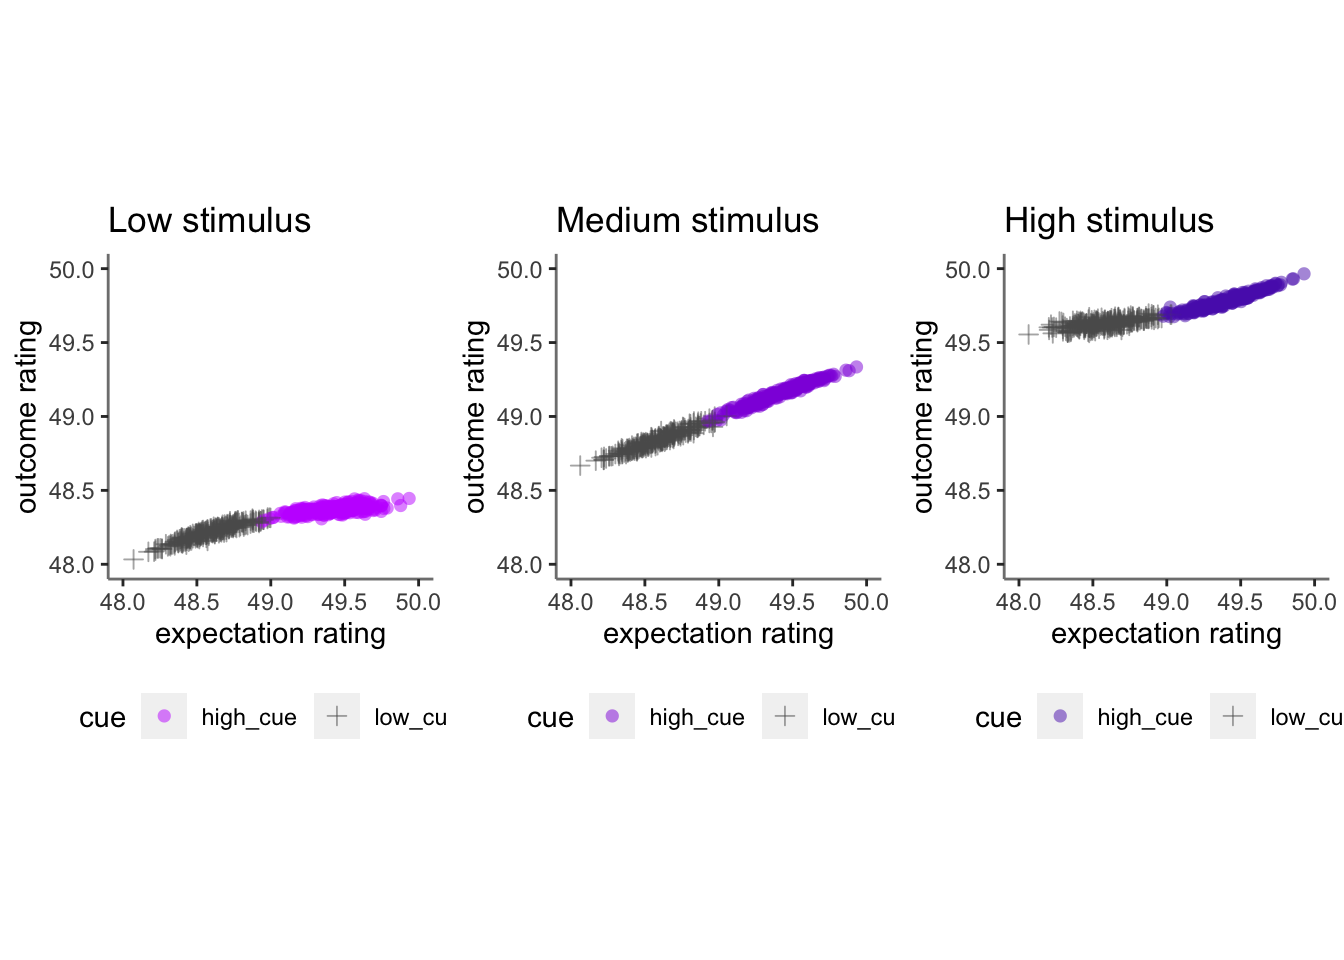 Low stimulus
50.0
49.5
49.0
48.5
48.0
outcome rating
48.0 48.5 49.0 49.5 50.0
expectation rating
cue high_cue low_cu
Medium stimulus
50.0
49.5
49.0
48.5
48.0
outcome rating
48.0 48.5 49.0 49.5 50.0
expectation rating
cue high_cue low_cu
High stimulus
50.0
49.5
49.0
48.5
48.0
outcome rating
48.0 48.5 49.0 49.5 50.0
expectation rating
cue high_cue low_cu